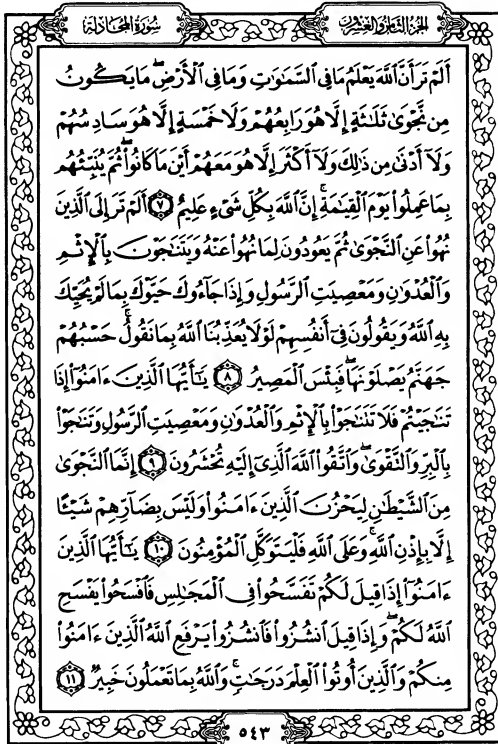 سورة المجادلة
الجزء الثامن والعشرون
أَلَمْ تَرَ أَنَّ ٱللَّهَ يَعْلَمُ مَا فِى ٱلسَّمَٰوَٰتِ وَمَا فِى ٱلْأَرْضِ ۖ مَا يَكُونُ
مِن نَّجْوَىٰ ثَلَٰثَةٍ إِلَّا هُوَ رَابِعُهُمْ وَلَا خَمْسَةٍ إِلَّا هُوَ سَادِسُهُمْ
وَلَآ أَدْنَىٰ مِن ذَٰلِكَ وَلَآ أَكْثَرَ إِلَّا هُوَ مَعَهُمْ أَيْنَ مَا كَانُوا۟ ۖ ثُمَّ يُنَبِّئُهُم
بِمَا عَمِلُوا۟ يَوْمَ ٱلْقِيَٰمَةِ ۚ إِنَّ ٱللَّهَ بِكُلِّ شَىْءٍ عَلِيمٌ ٧ أَلَمْ تَرَ إِلَى ٱلَّذِينَ
نُهُوا۟ عَنِ ٱلنَّجْوَىٰ ثُمَّ يَعُودُونَ لِمَا نُهُوا۟ عَنْهُ وَيَتَنَٰجَوْنَ بِٱلْإِثْمِ
وَٱلْعُدْوَٰنِ وَمَعْصِيَتِ ٱلرَّسُولِ وَإِذَا جَآءُوكَ حَيَّوْكَ بِمَا لَمْ يُحَيِّكَ
بِهِ ٱللَّهُ وَيَقُولُونَ فِىٓ أَنفُسِهِمْ لَوْلَا يُعَذِّبُنَا ٱللَّهُ بِمَا نَقُولُ ۚ حَسْبُهُمْ
جَهَنَّمُ يَصْلَوْنَهَا ۖ فَبِئْسَ ٱلْمَصِيرُ ٨ يَٰٓأَيُّهَا ٱلَّذِينَ ءَامَنُوٓا۟ إِذَا
تَنَٰجَيْتُمْ فَلَا تَتَنَٰجَوْا۟ بِٱلْإِثْمِ وَٱلْعُدْوَٰنِ وَمَعْصِيَتِ ٱلرَّسُولِ وَتَنَٰجَوْا۟
بِٱلْبِرِّ وَٱلتَّقْوَىٰ ۖ وَٱتَّقُوا۟ ٱللَّهَ ٱلَّذِىٓ إِلَيْهِ تُحْشَرُونَ ٩ إِنَّمَا ٱلنَّجْوَىٰ
مِنَ ٱلشَّيْطَٰنِ لِيَحْزُنَ ٱلَّذِينَ ءَامَنُوا۟ وَلَيْسَ بِضَآرِّهِمْ شَيْـًٔا
إِلَّا بِإِذْنِ ٱللَّهِ ۚ وَعَلَى ٱللَّهِ فَلْيَتَوَكَّلِ ٱلْمُؤْمِنُونَ ١٠ يَٰٓأَيُّهَا ٱلَّذِينَ
ءَامَنُوٓا۟ إِذَا قِيلَ لَكُمْ تَفَسَّحُوا۟ فِى ٱلْمَجَٰلِسِ فَٱفْسَحُوا۟ يَفْسَحِ
ٱللَّهُ لَكُمْ ۖ وَإِذَا قِيلَ ٱنشُزُوا۟ فَٱنشُزُوا۟ يَرْفَعِ ٱللَّهُ ٱلَّذِينَ ءَامَنُوا۟
مِنكُمْ وَٱلَّذِينَ أُوتُوا۟ ٱلْعِلْمَ دَرَجَٰتٍ ۚ وَٱللَّهُ بِمَا تَعْمَلُونَ خَبِيرٌ ١١
٥٤٣